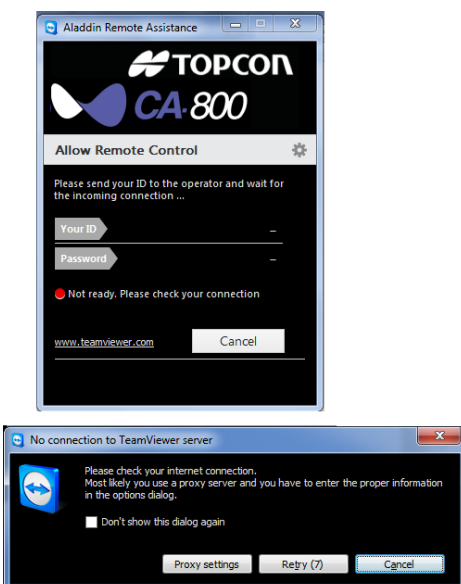 Aladdin Remote Assistance
TOPCON
CA-800
Allow Remote Control
Please send your ID to the operator and wait for
the incoming connection ...
Your ID –
Password –
Not ready. Please check your connection
www.teamviewer.com Cancel
No connection to TeamViewer server
Please check your internet connection.
Most likely you use a proxy server and you have to enter the proper information
in the options dialog.
Don't show this dialog again
Proxy settings Retry (7) Cancel